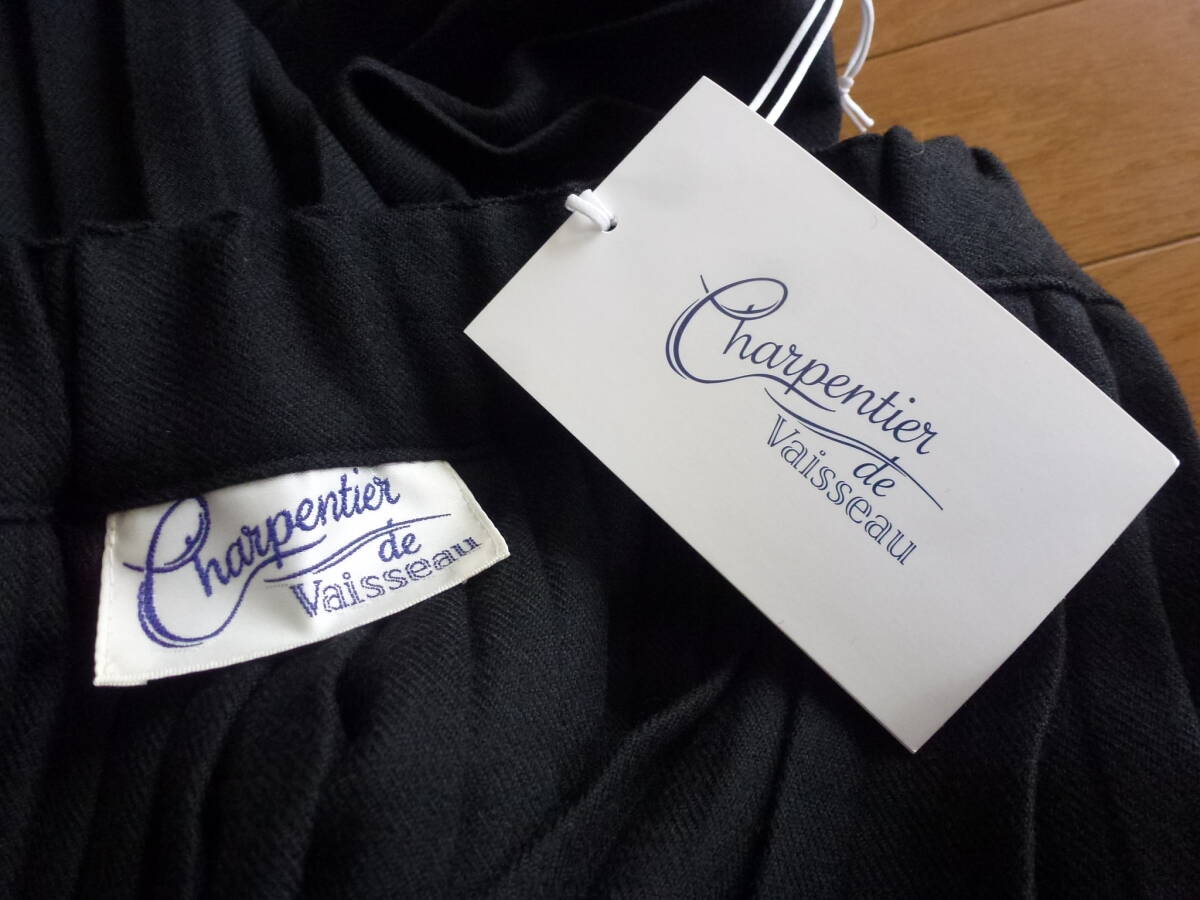 Charpentier
de
Vaisseau
Charpentier
de
Vaisseau